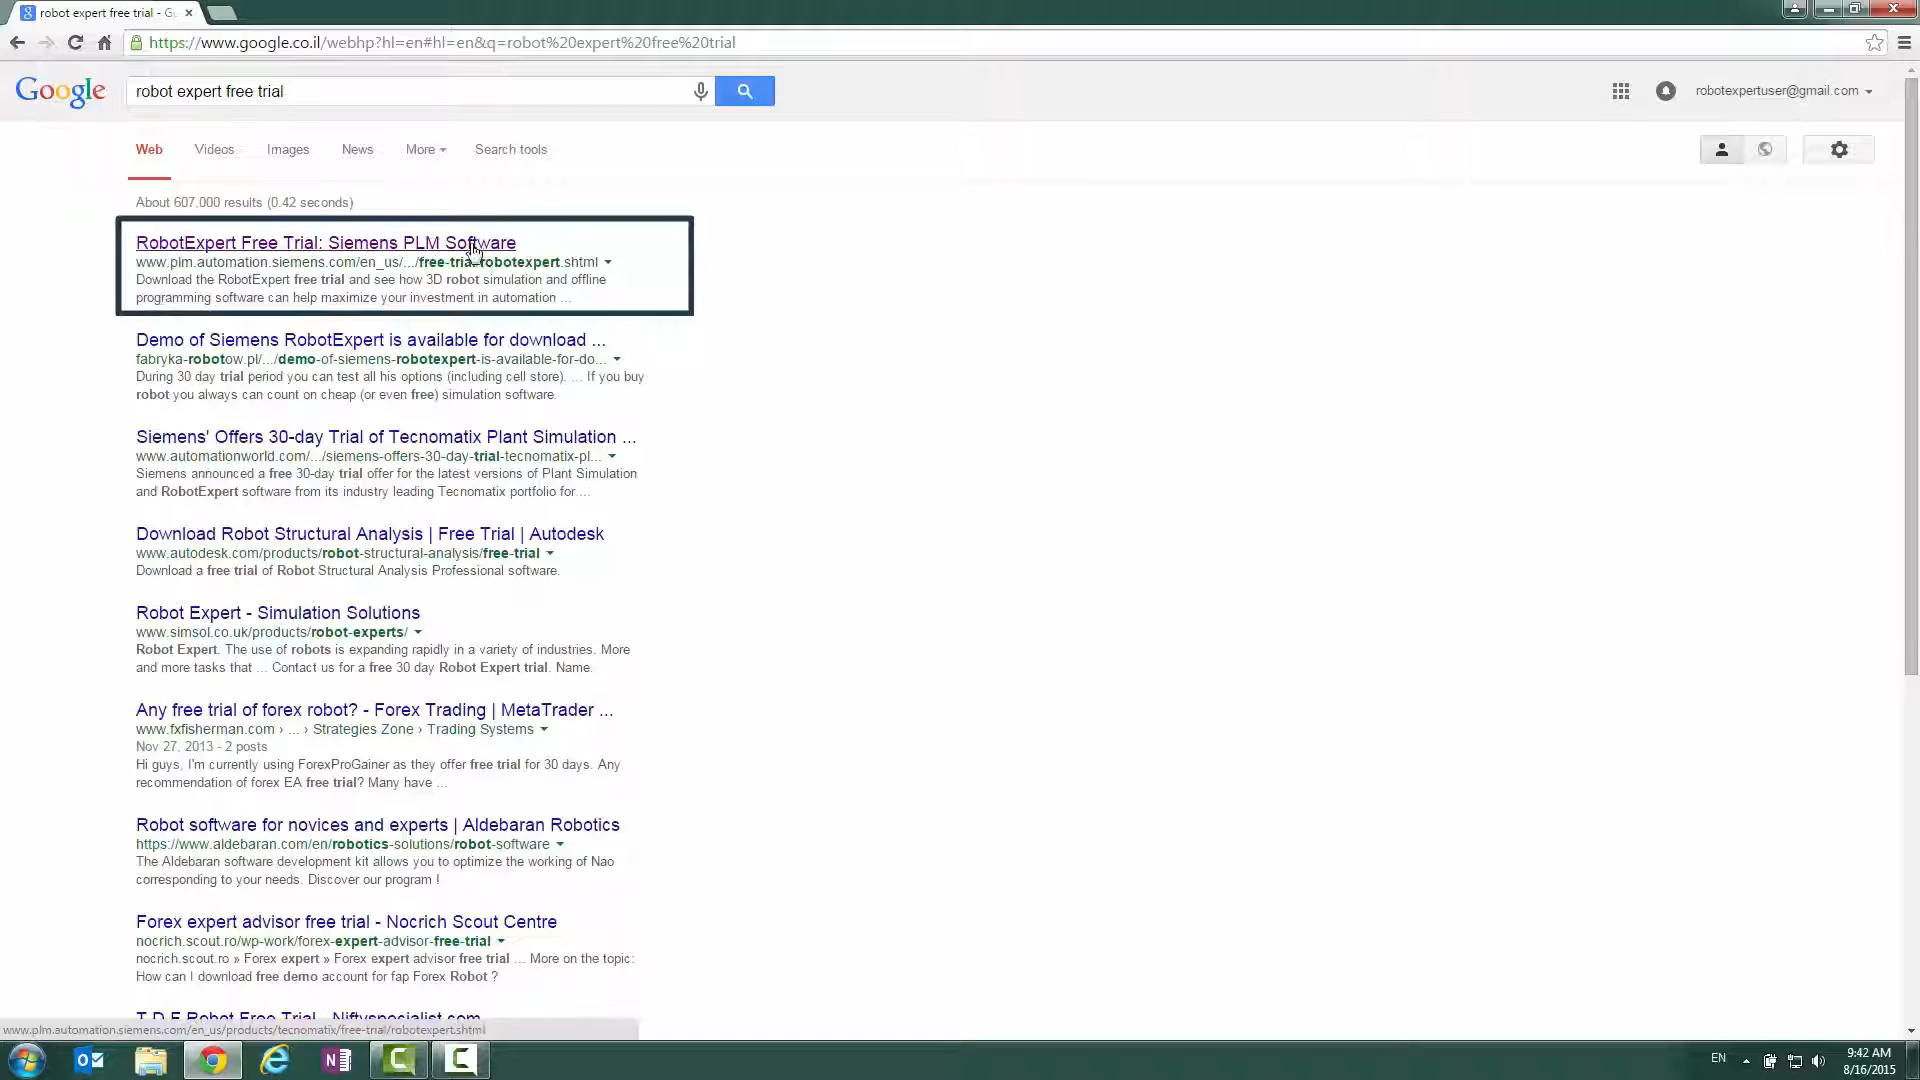 robot expert free trial - G
https://www.google.co.il/webhp?hl=en#hl=en&q=robot%20expert%20free%20trial
Google
robot expert free trial
robotexpertuser@gmail.com
Web Videos Images News More Search tools
About 607,000 results (0.42 seconds)
RobotExpert Free Trial: Siemens PLM Software
www.plm.automation.siemens.com/en_us/.../free-trial-robotexpert.shtml
Download the RobotExpert free trial and see how 3D robot simulation and offline
programming software can help maximize your investment in automation ...
Demo of Siemens RobotExpert is available for download ...
fabryka-robotow.pl/.../demo-of-siemens-robotexpert-is-available-for-do...
During 30 day trial period you can test all his options (including cell store). ... If you buy
robot you always can count on cheap (or even free) simulation software.
Siemens' Offers 30-day Trial of Tecnomatix Plant Simulation ...
www.automationworld.com/.../siemens-offers-30-day-trial-tecnomatix-pl...
Siemens announced a free 30-day trial offer for the latest versions of Plant Simulation
and RobotExpert software from its industry leading Tecnomatix portfolio for ...
Download Robot Structural Analysis | Free Trial | Autodesk
www.autodesk.com/products/robot-structural-analysis/free-trial
Download a free trial of Robot Structural Analysis Professional software.
Robot Expert - Simulation Solutions
www.simsol.co.uk/products/robot-experts/
Robot Expert. The use of robots is expanding rapidly in a variety of industries. More
and more tasks that ... Contact us for a free 30 day Robot Expert trial. Name.
Any free trial of forex robot? - Forex Trading | MetaTrader ...
www.fxfisherman.com › ... › Strategies Zone › Trading Systems
Nov 27, 2013 - 2 posts
Hi guys, I'm currently using ForexProGainer as they offer free trial for 30 days. Any
recommendation of forex EA free trial? Many have ...
Robot software for novices and experts | Aldebaran Robotics
https://www.aldebaran.com/en/robotics-solutions/robot-software
The Aldebaran software development kit allows you to optimize the working of Nao
corresponding to your needs. Discover our program !
Forex expert advisor free trial - Nocrich Scout Centre
nocrich.scout.ro/wp-work/forex-expert-advisor-free-trial
nocrich.scout.ro » Forex expert » Forex expert advisor free trial ... More on the topic:
How can I download free demo account for fap Forex Robot ?
T.D.F Robot Free Trial - Niftyspecialist.com
www.plm.automation.siemens.com/en_us/products/tecnomatix/free-trial/robotexpert.shtml
EN
9:42 AM
8/16/2015